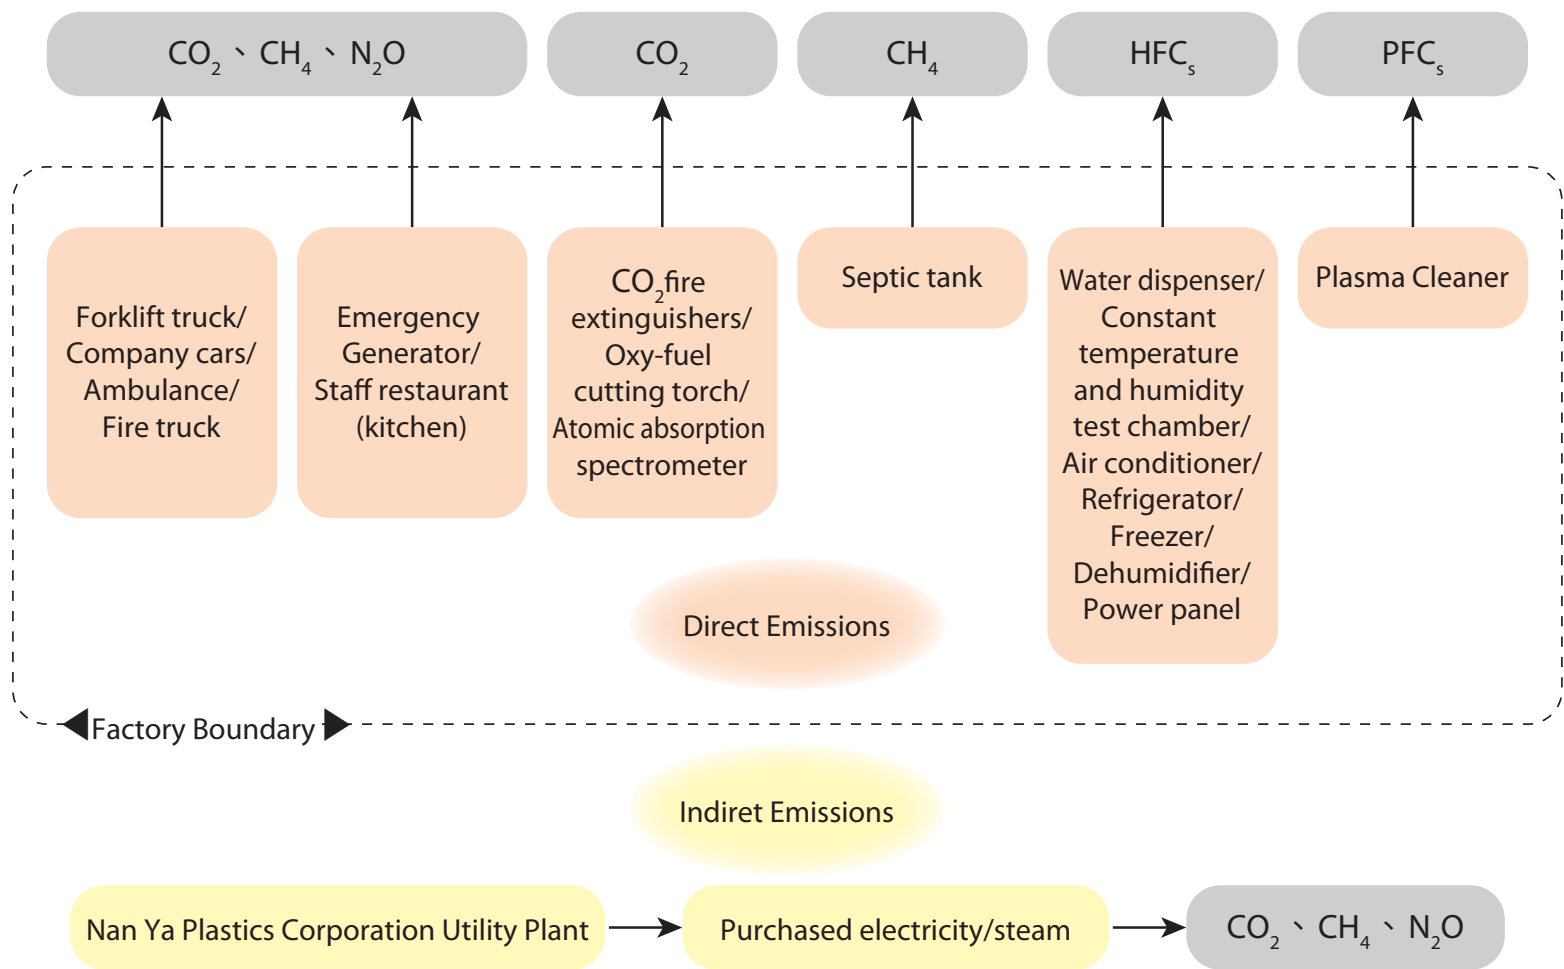 CO₂、CH₄、N₂O
CO₂
CH₄
HFCₛ
PFCₛ
Forklift truck/
Company cars/
Ambulance/
Fire truck
Emergency
Generator/
Staff restaurant
(kitchen)
CO₂fire
extinguishers/
Oxy-fuel
cutting torch/
Atomic absorption
spectrometer
Septic tank
Water dispenser/
Constant
temperature
and humidity
test chamber/
Air conditioner/
Refrigerator/
Freezer/
Dehumidifier/
Power panel
Plasma Cleaner
Direct Emissions
Factory Boundary
Indiret Emissions
Nan Ya Plastics Corporation Utility Plant
Purchased electricity/steam
CO₂、CH₄、N₂O